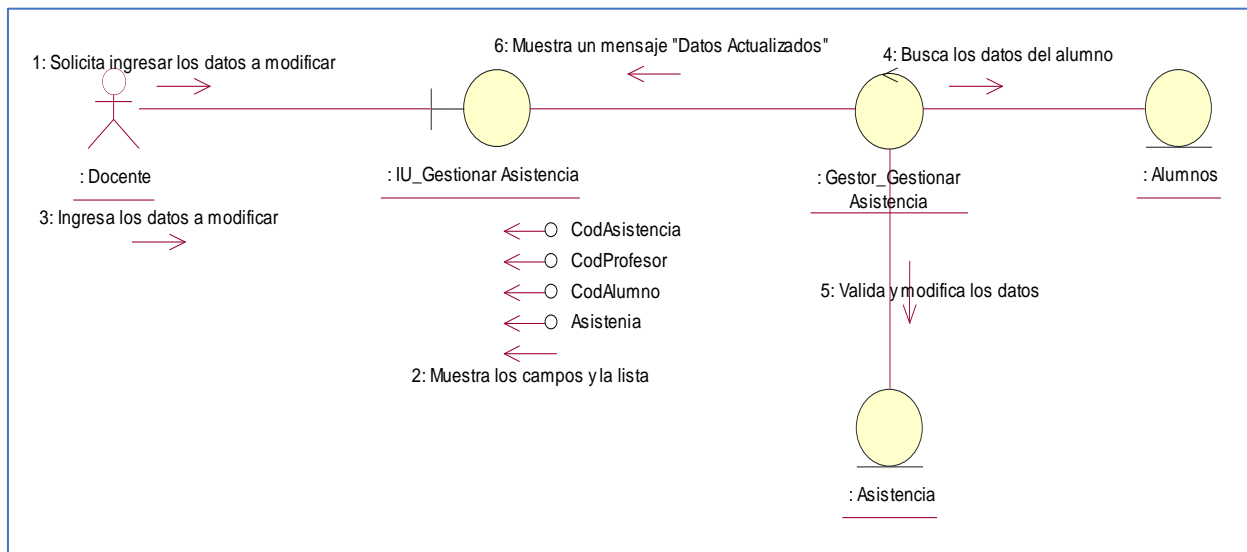 6: Muestra un mensaje "Datos Actualizados"
4: Busca los datos del alumno
1: Solicita ingresar los datos a modificar
: Docente
: IU_Gestionar Asistencia
: Gestor_Gestionar
Asistencia
: Alumnos
3: Ingresa los datos a modificar
CodAsistencia
CodProfesor
CodAlumno
Asistenia
5: Valida y modifica los datos
2: Muestra los campos y la lista
: Asistencia